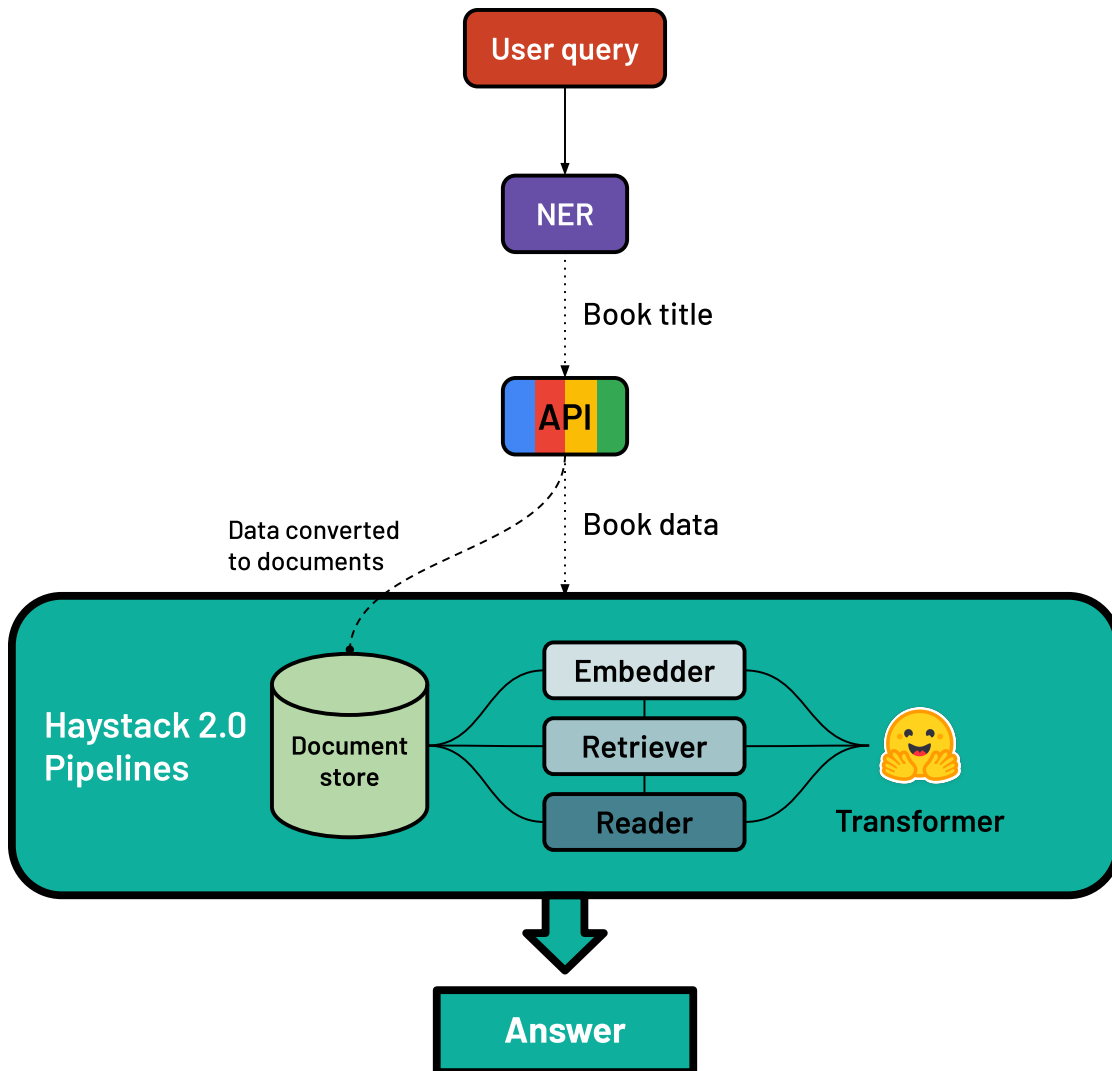 User query
NER
Book title
API
Data converted
to documents
Book data
Haystack 2.0
Pipelines
Document
store
Embedder
Retriever
Reader
Transformer
Answer